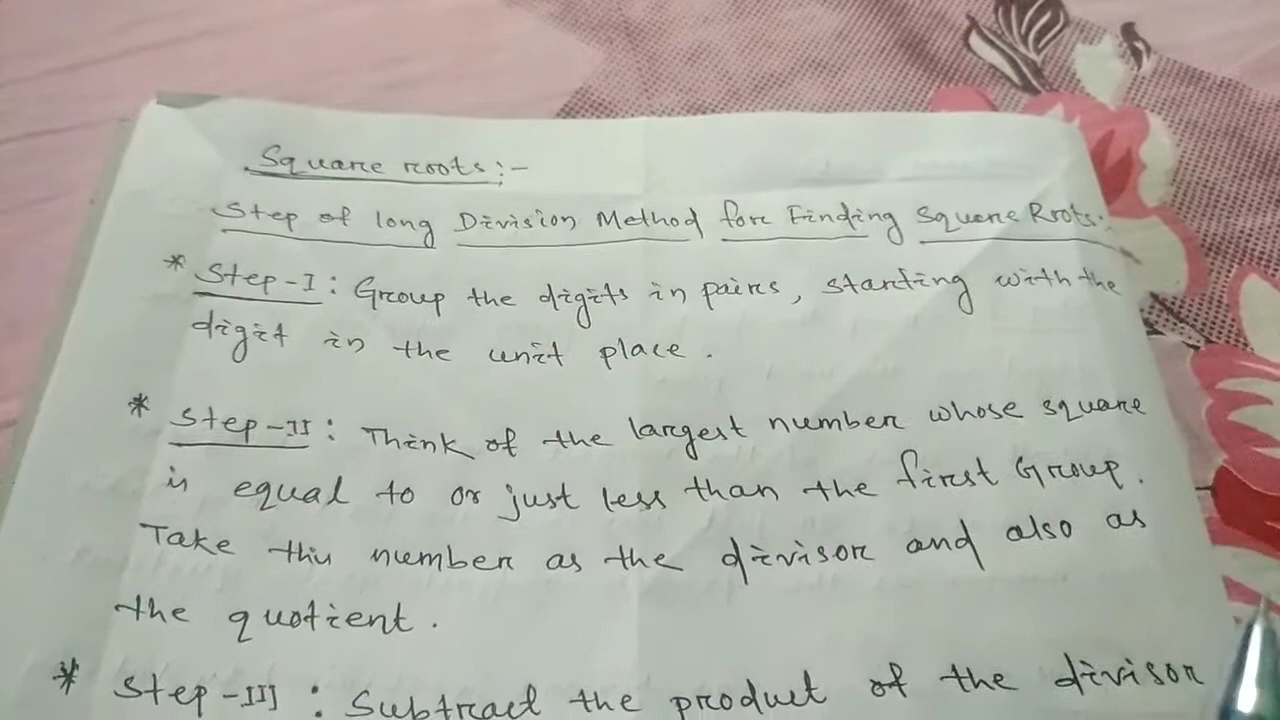 Square roots:-
Step of long Division Method for Finding Square Roots.
* Step-I : Group the digits in pairs, starting with the
digit in the unit place.
* Step-II : Think of the largest number whose square
is equal to or just less than the first Group.
Take this number as the divisor and also as
the quotient.
* Step-III : Subtract the product of the divisor